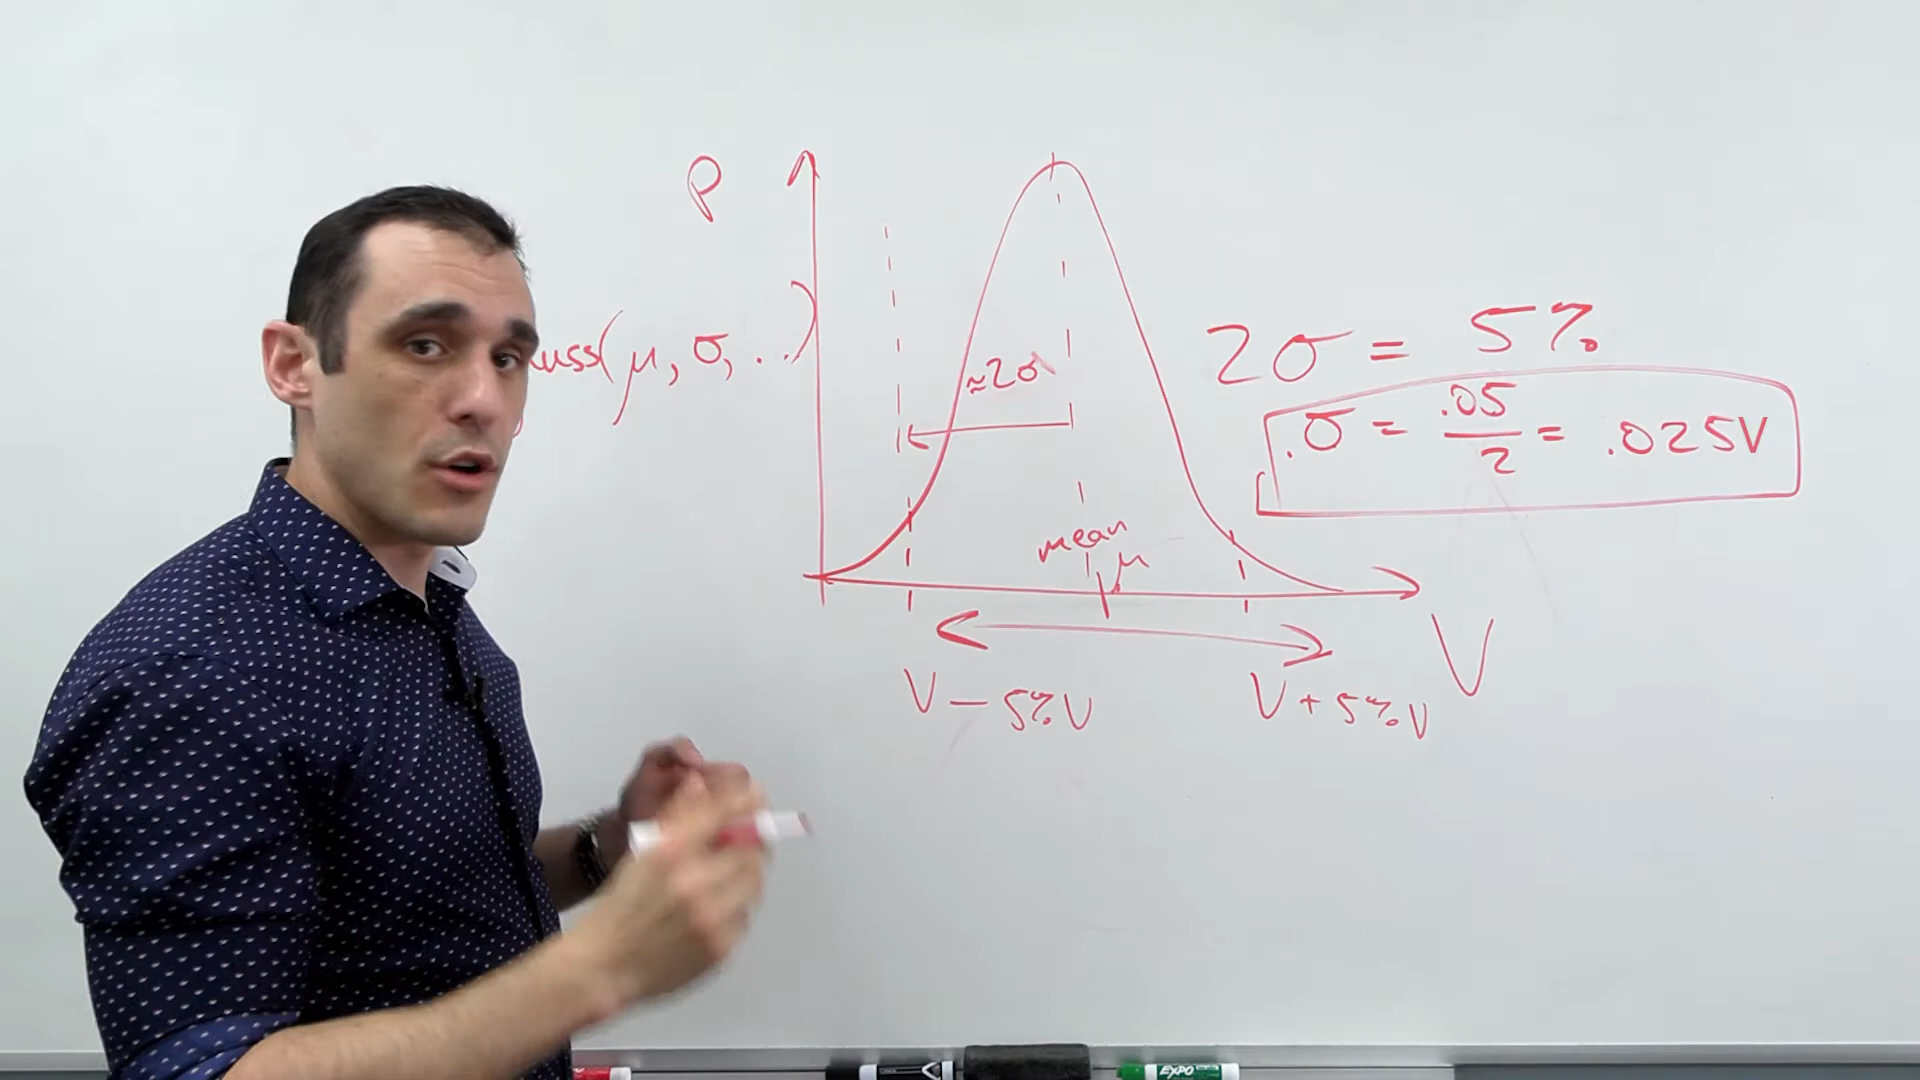 P
uss(μ, σ, ...)
≈2σ
mean
μ
V
V - 5%V
V + 5%V
2σ = 5%
σ = .05/2 = .025V
EXPO